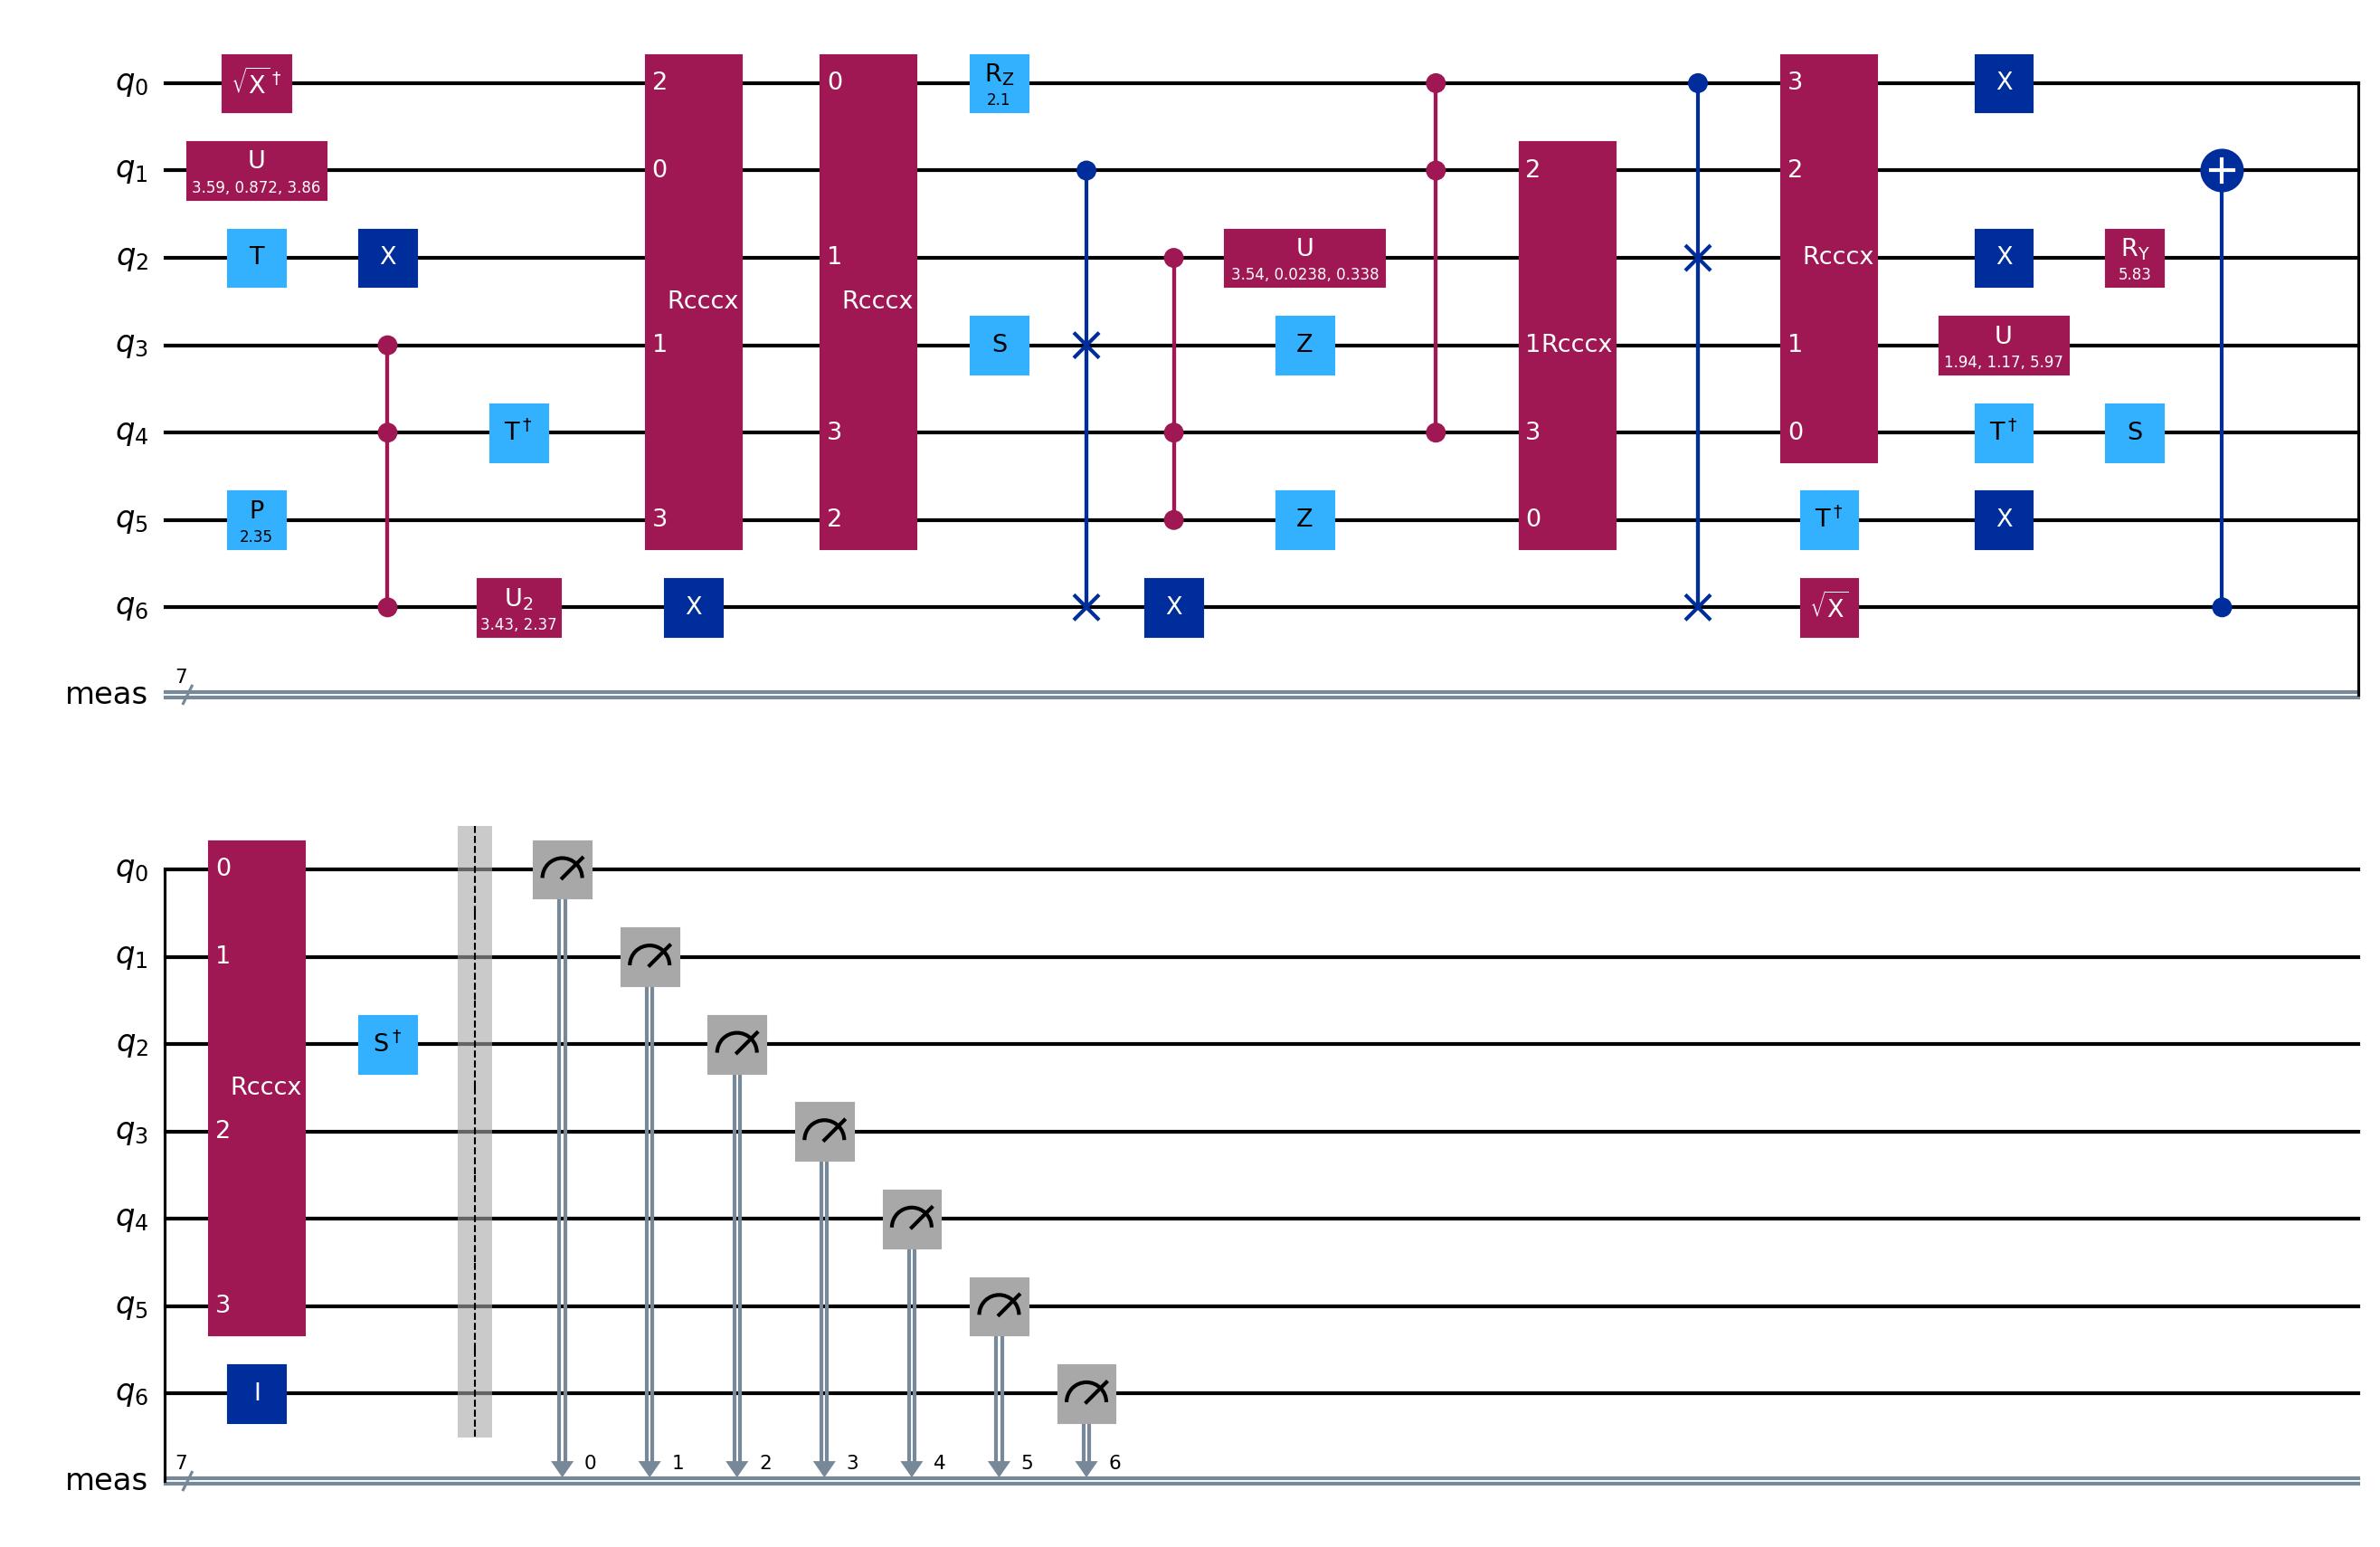 q0 √X† 2 0 RZ 2.1 3 X
q1 U 3.59, 0.872, 3.86 0 2 2
q2 T X 1 U 3.54, 0.0238, 0.338 Rcccx X RY 5.83
Rcccx Rcccx
q3 1 S Z 1 Rcccx 1 U 1.94, 1.17, 5.97
q4 T† 3 3 0 T† S
q5 P 2.35 3 2 Z 0 T† X
q6 U2 3.43, 2.37 X X √X
meas 7
q0 0
q1 1
q2 S†
Rcccx
q3 2
q4
q5 3
q6 I
meas 7 0 1 2 3 4 5 6